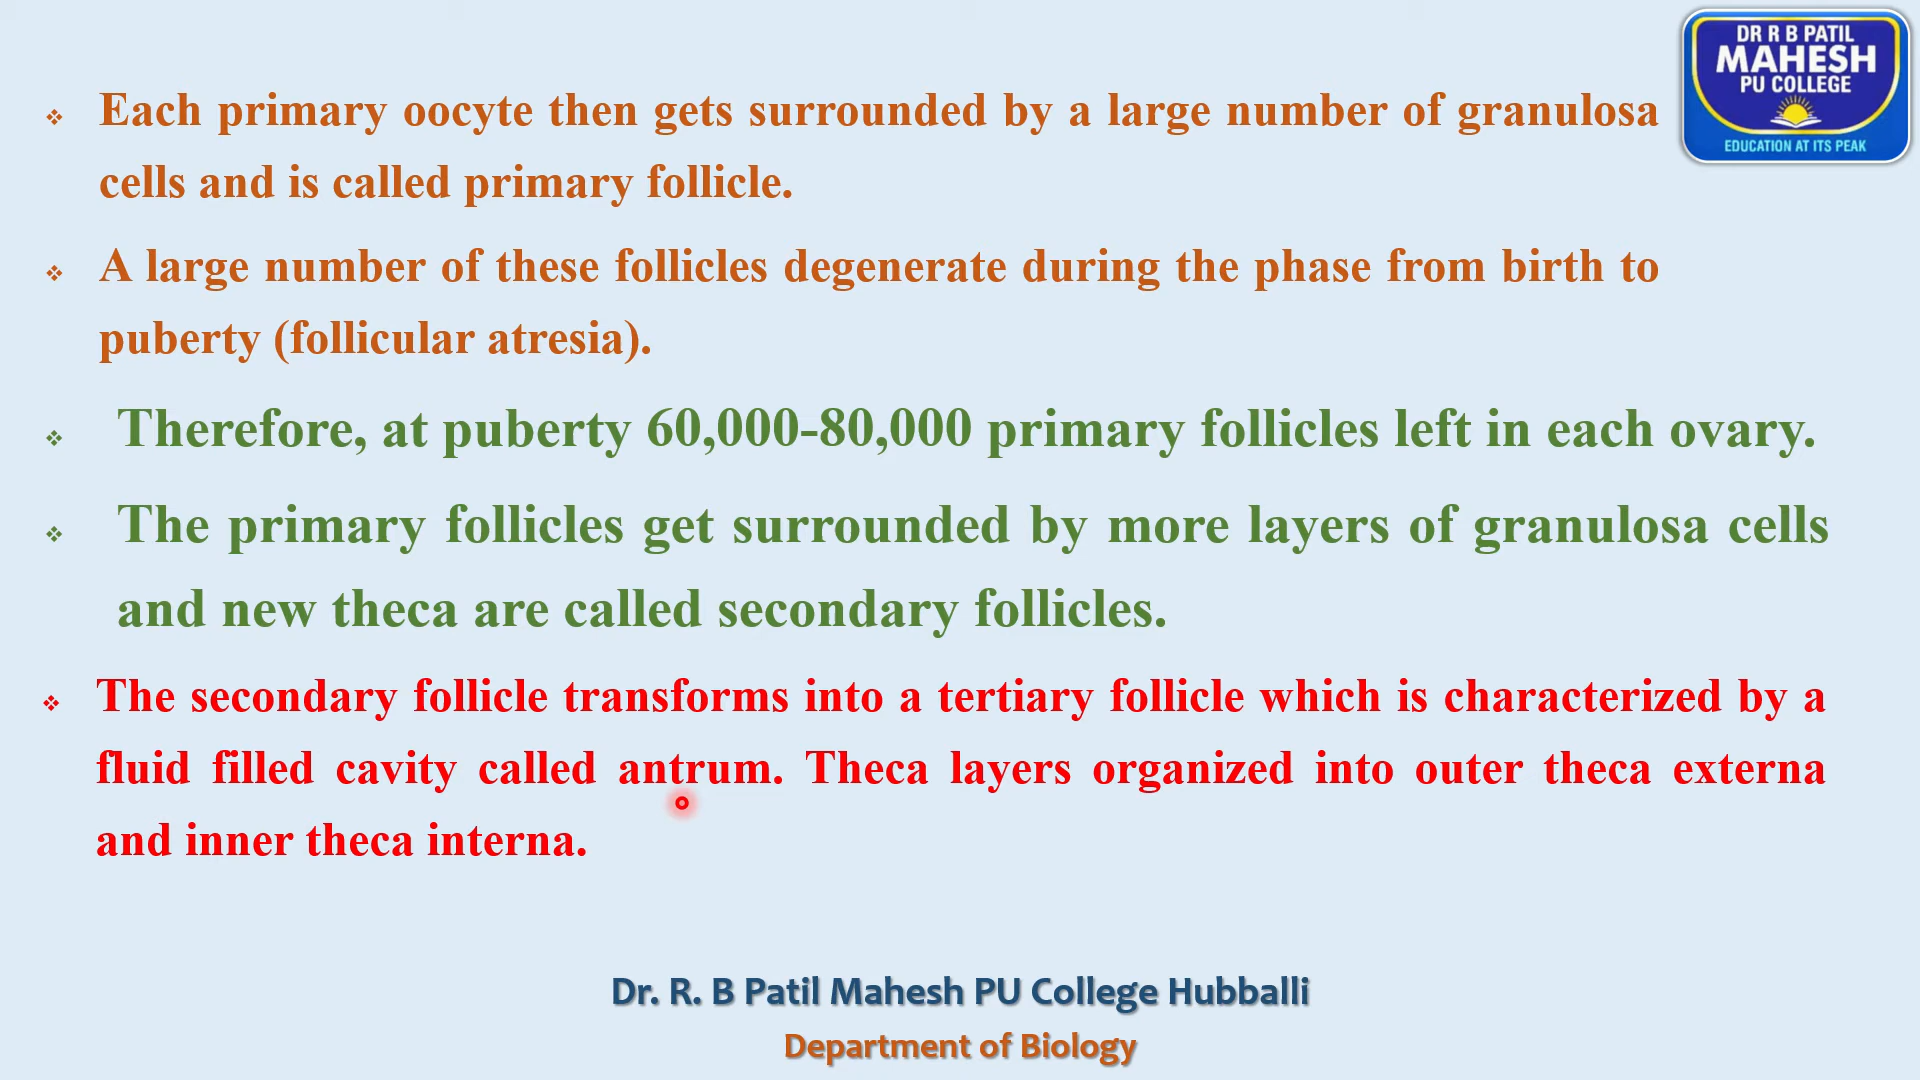 DR R B PATIL
MAHESH
PU COLLEGE
EDUCATION AT ITS PEAK
❖ Each primary oocyte then gets surrounded by a large number of granulosa
cells and is called primary follicle.
❖ A large number of these follicles degenerate during the phase from birth to
puberty (follicular atresia).
❖ Therefore, at puberty 60,000-80,000 primary follicles left in each ovary.
❖ The primary follicles get surrounded by more layers of granulosa cells
and new theca are called secondary follicles.
❖ The secondary follicle transforms into a tertiary follicle which is characterized by a
fluid filled cavity called antrum. Theca layers organized into outer theca externa
and inner theca interna.
Dr. R. B Patil Mahesh PU College Hubballi
Department of Biology